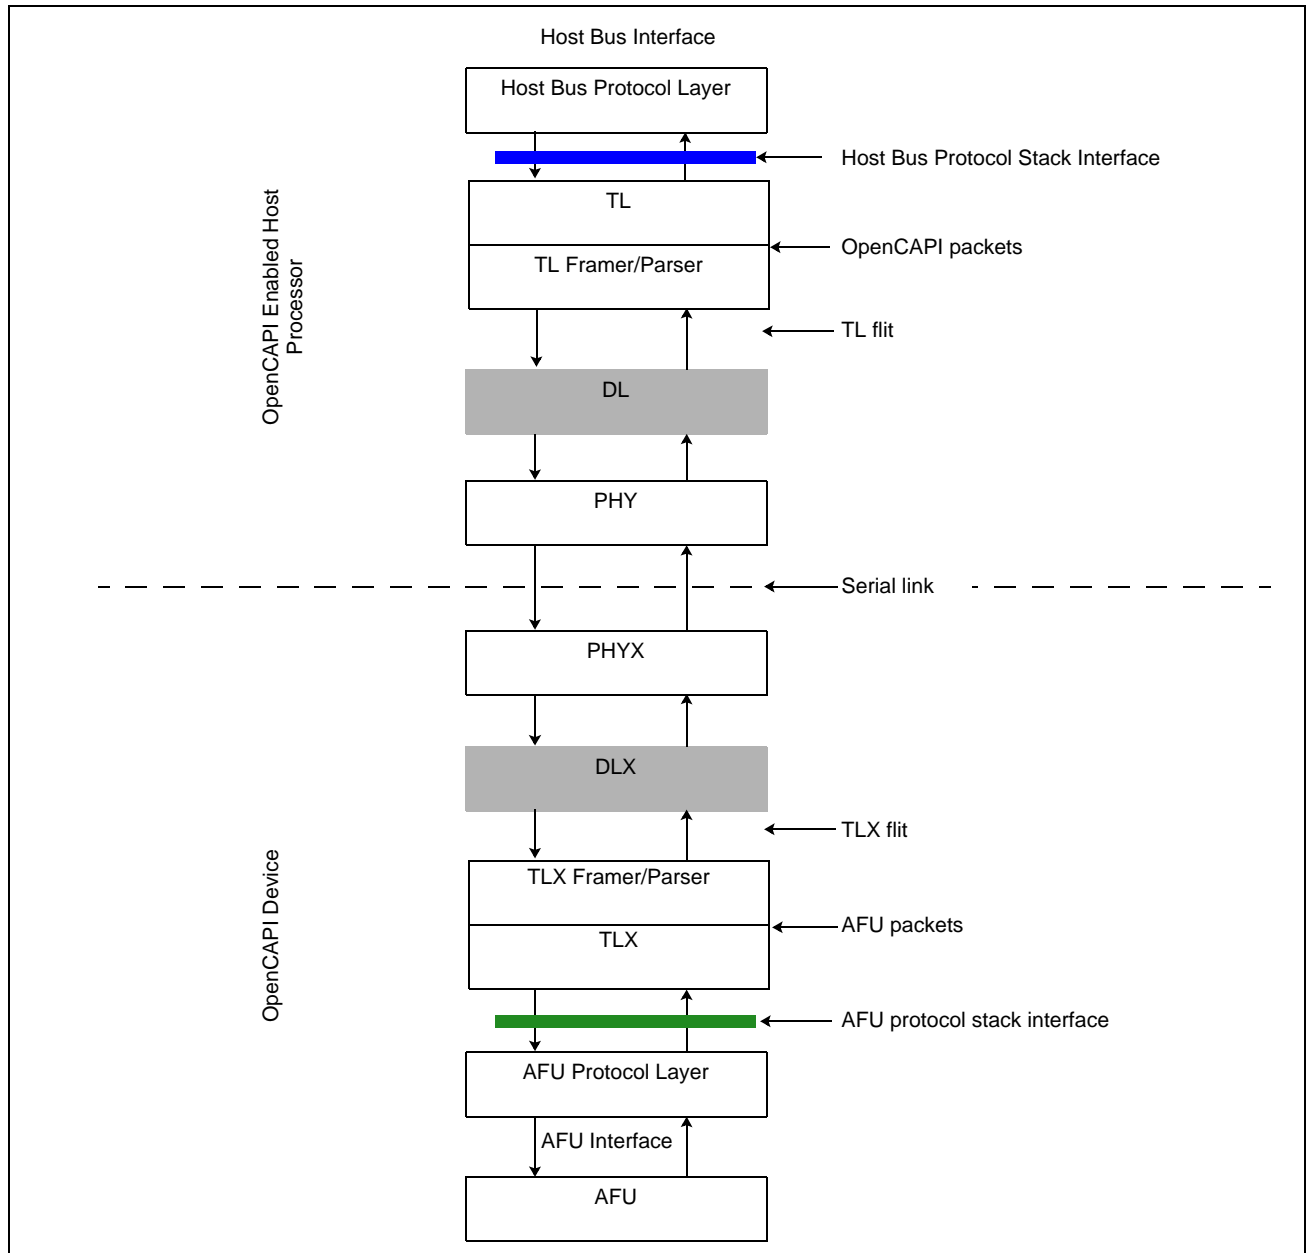 Host Bus Interface
Host Bus Protocol Layer
Host Bus Protocol Stack Interface
TL
OpenCAPI packets
TL Framer/Parser
TL flit
OpenCAPI Enabled Host
Processor
DL
PHY
Serial link
PHYX
DLX
TLX flit
TLX Framer/Parser
AFU packets
TLX
OpenCAPI Device
AFU protocol stack interface
AFU Protocol Layer
AFU Interface
AFU